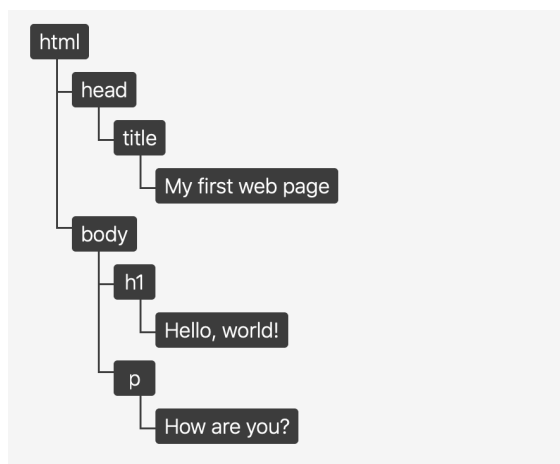 html
head
title
My first web page
body
h1
Hello, world!
p
How are you?